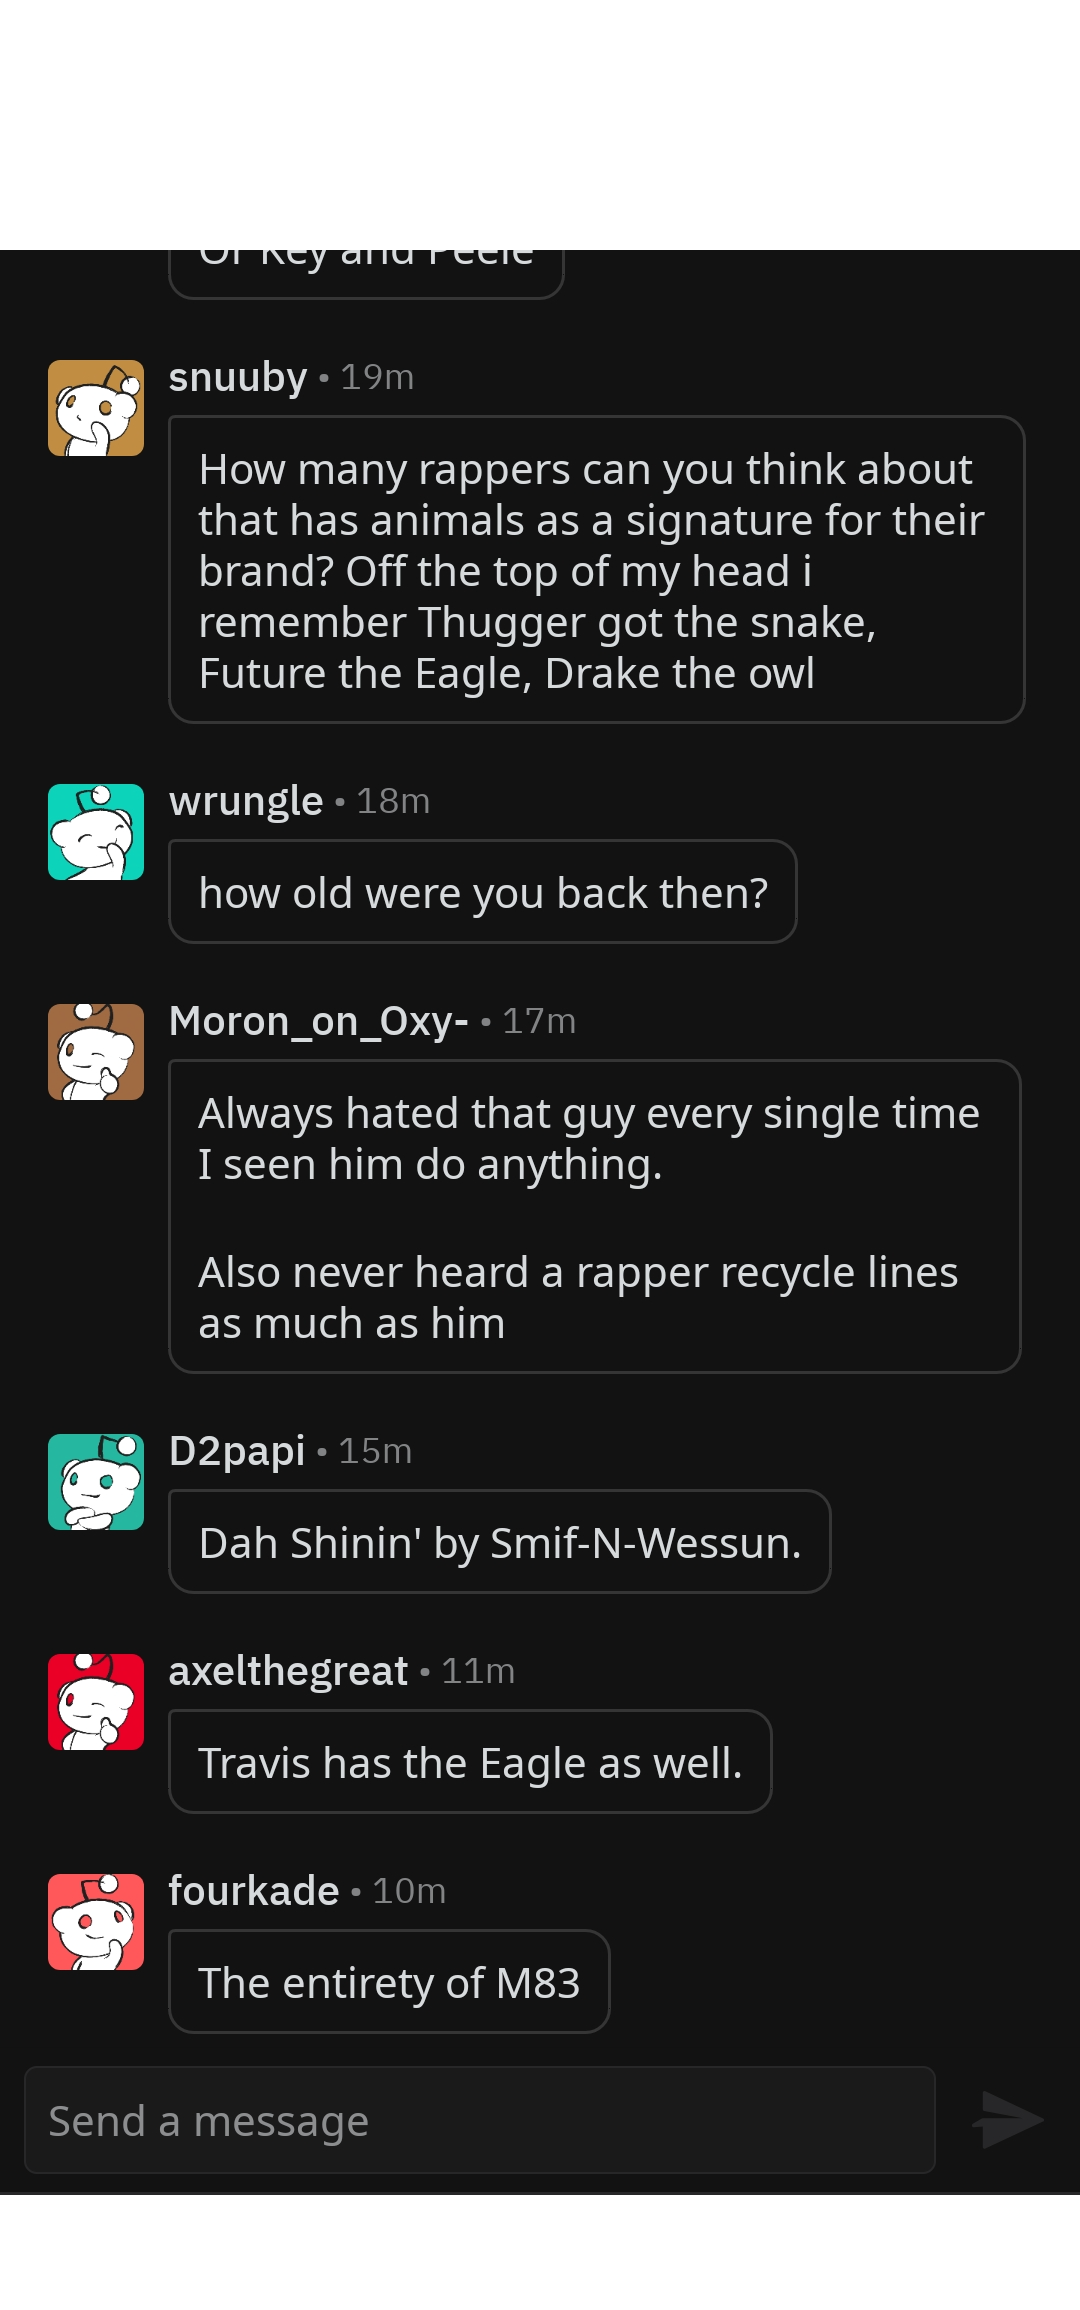 Or Key and Peele
snuuby • 19m
How many rappers can you think about
that has animals as a signature for their
brand? Off the top of my head i
remember Thugger got the snake,
Future the Eagle, Drake the owl
wrungle • 18m
how old were you back then?
Moron_on_Oxy- • 17m
Always hated that guy every single time
I seen him do anything.
Also never heard a rapper recycle lines
as much as him
D2papi • 15m
Dah Shinin' by Smif-N-Wessun.
axelthegreat • 11m
Travis has the Eagle as well.
fourkade • 10m
The entirety of M83
Send a message